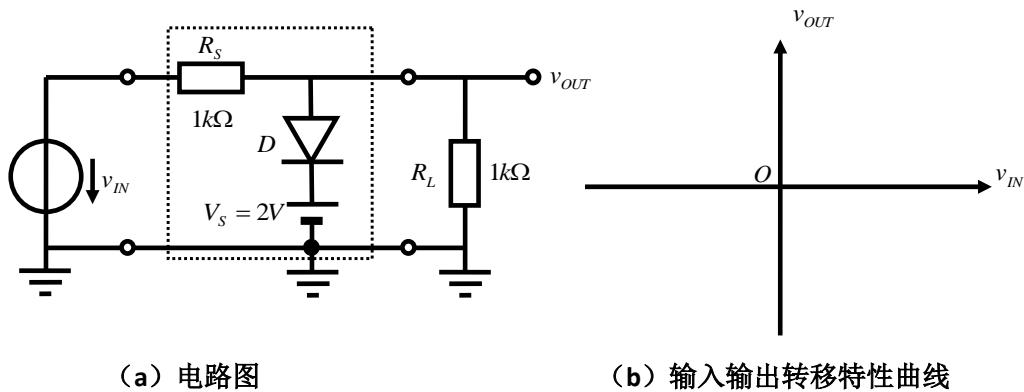 v_OUT
R_S
v_OUT
1kΩ
D
R_L
1kΩ
v_IN
O
v_IN
V_S = 2V
（a）电路图
（b）输入输出转移特性曲线